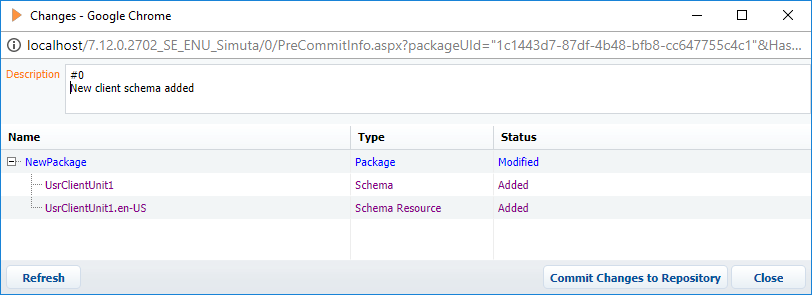 Changes - Google Chrome
localhost/7.12.0.2702_SE_ENU_Simuta/0/PreCommitInfo.aspx?packageUId="1c1443d7-87df-4b48-bfb8-cc647755c4c1"&Has...
Description
#0
New client schema added
Name Type Status
NewPackage Package Modified
UsrClientUnit1 Schema Added
UsrClientUnit1.en-US Schema Resource Added
Refresh Commit Changes to Repository Close